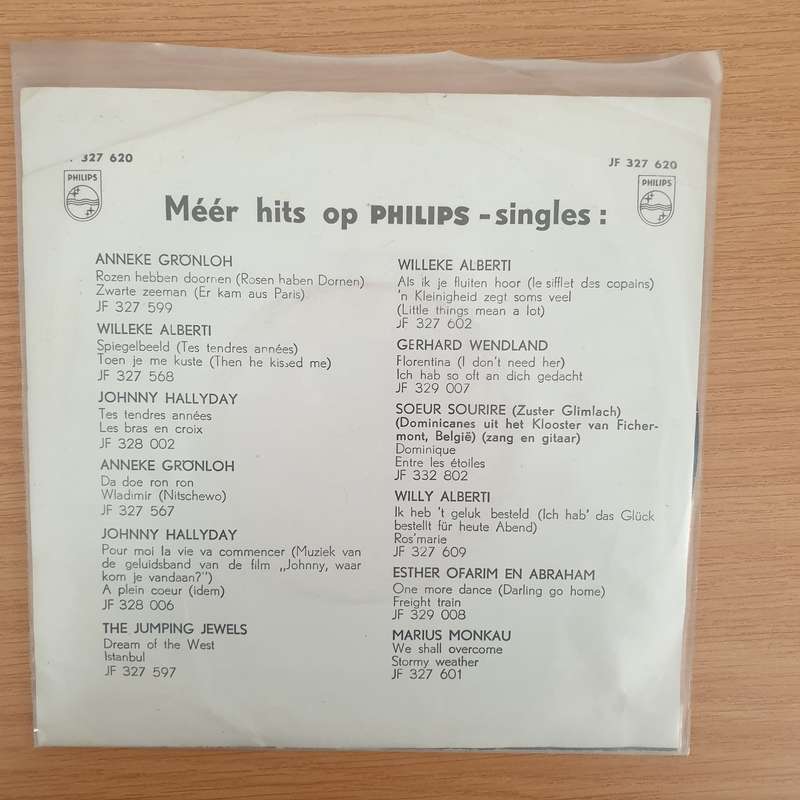 JF 327 620
JF 327 620
PHILIPS
PHILIPS
Méér hits op PHILIPS - singles :
ANNEKE GRÖNLOH
Rozen hebben doornen (Rosen haben Dornen)
Zwarte zeeman (Er kam aus Paris)
JF 327 599
WILLEKE ALBERTI
Spiegelbeeld (Tes tendres années)
Toen je me kuste (Then he kissed me)
JF 327 568
JOHNNY HALLYDAY
Tes tendres années
Les bras en croix
JF 328 002
ANNEKE GRÖNLOH
Da doe ron ron
Wladimir (Nitschewo)
JF 327 567
JOHNNY HALLYDAY
Pour moi la vie va commencer (Muziek van
de geluidsband van de film „Johnny, waar
kom je vandaan?")
A plein coeur (idem)
JF 328 006
THE JUMPING JEWELS
Dream of the West
Istanbul
JF 327 597
WILLEKE ALBERTI
Als ik je fluiten hoor (le sifflet des copains)
'n Kleinigheid zegt soms veel
(Little things mean a lot)
JF 327 602
GERHARD WENDLAND
Florentina (I don't need her)
Ich hab so oft an dich gedacht
JF 329 007
SOEUR SOURIRE (Zuster Glimlach)
(Dominicanes uit het Klooster van Ficher-
mont, België) (zang en gitaar)
Dominique
Entre les étoiles
JF 332 802
WILLY ALBERTI
Ik heb 't geluk besteld (Ich hab' das Glück
bestellt für heute Abend)
Ros'marie
JF 327 609
ESTHER OFARIM EN ABRAHAM
One more dance (Darling go home)
Freight train
JF 329 008
MARIUS MONKAU
We shall overcome
Stormy weather
JF 327 601